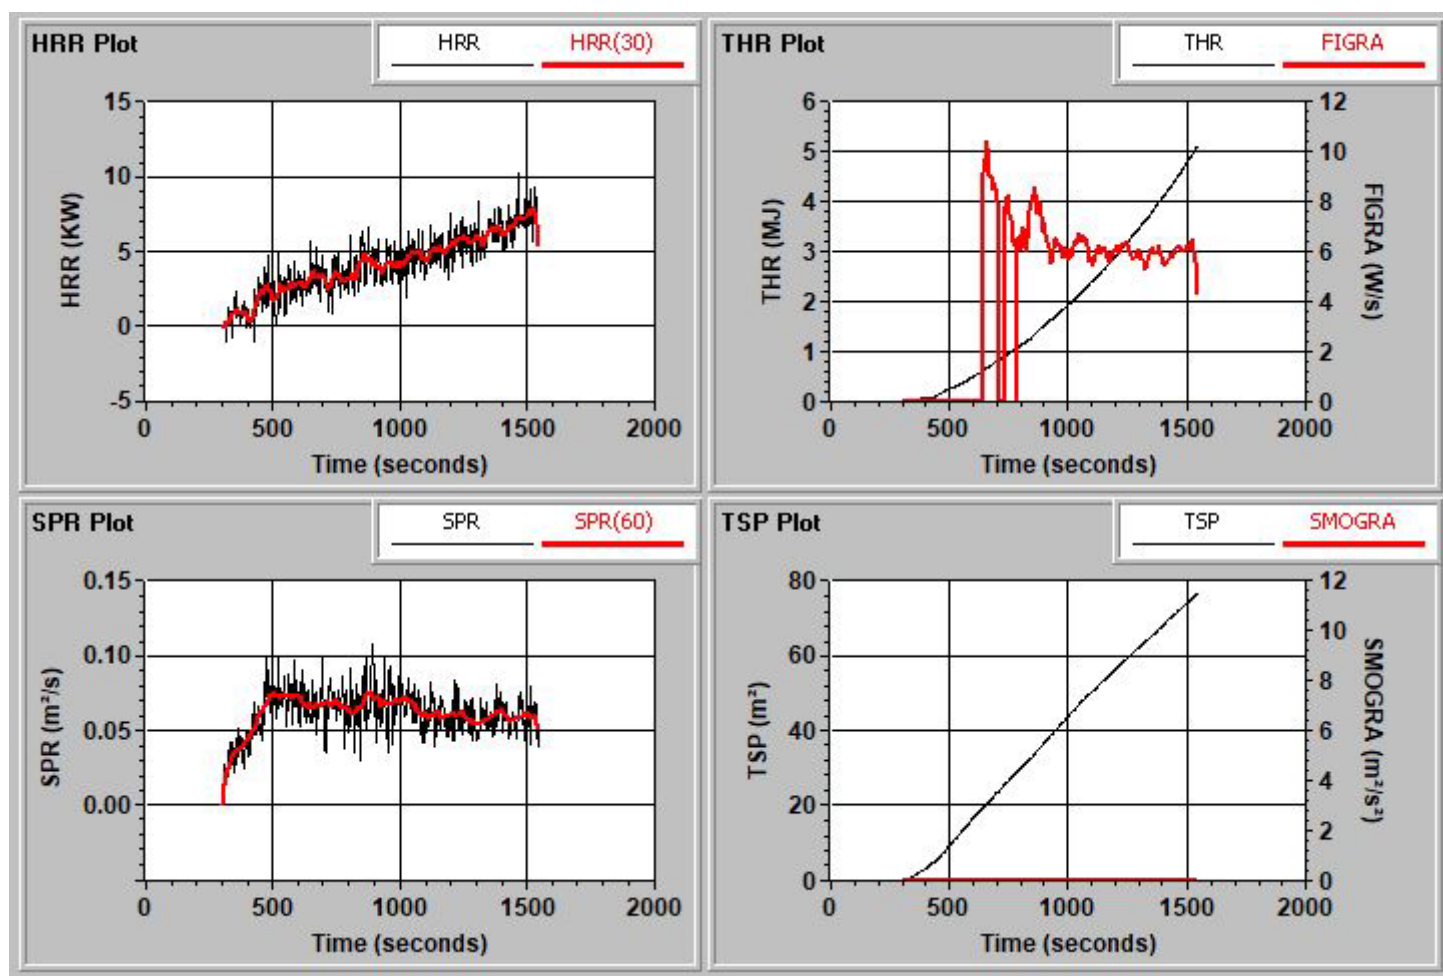 HRR Plot
HRR HRR(30)
15
10
5
0
-5
HRR (KW)
0 500 1000 1500 2000
Time (seconds)
THR Plot
THR FIGRA
6
5
4
3
2
1
0
THR (MJ)
12
10
8
6
4
2
0
FIGRA (W/s)
0 500 1000 1500 2000
Time (seconds)
SPR Plot
SPR SPR(60)
0.15
0.10
0.05
0.00
SPR (m²/s)
0 500 1000 1500 2000
Time (seconds)
TSP Plot
TSP SMOGRA
80
60
40
20
0
TSP (m²)
12
10
8
6
4
2
0
SMOGRA (m²/s²)
0 500 1000 1500 2000
Time (seconds)